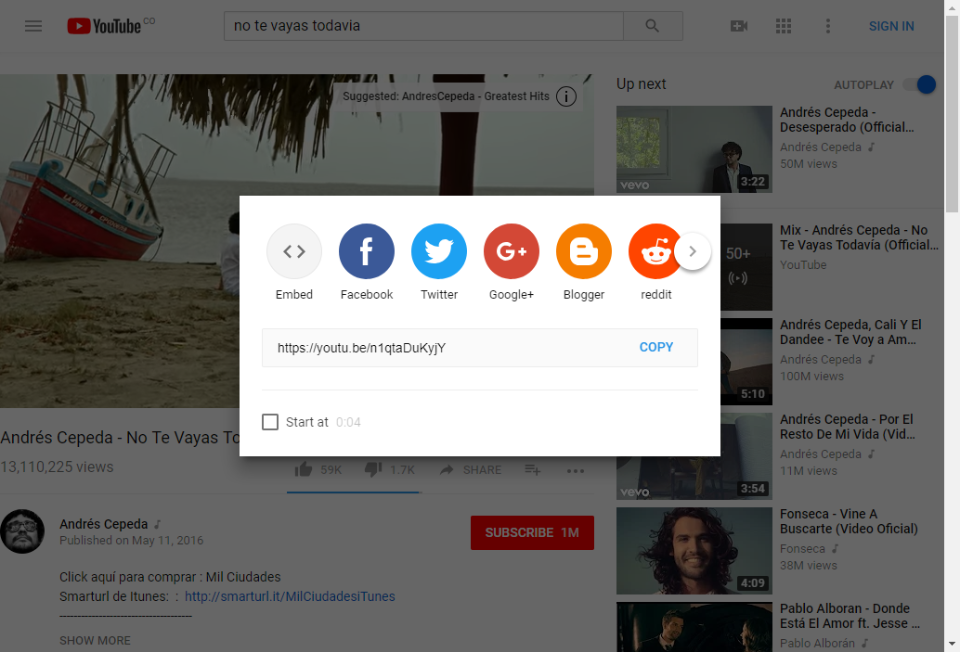 YouTube CO
no te vayas todavia
SIGN IN
Suggested: AndresCepeda - Greatest Hits
Up next
AUTOPLAY
Andrés Cepeda -
Desesperado (Official...
Andrés Cepeda
50M views
vevo
3:22
Mix - Andrés Cepeda - No
Te Vayas Todavía (Official...
YouTube
50+
Andrés Cepeda, Cali Y El
Dandee - Te Voy a Am...
Andrés Cepeda
100M views
5:10
Andrés Cepeda - Por El
Resto De Mi Vida (Vid...
Andrés Cepeda
11M views
vevo
3:54
Fonseca - Vine A
Buscarte (Video Oficial)
Fonseca
38M views
4:09
Pablo Alboran - Donde
Está El Amor ft. Jesse ...
Pablo Alborán
Embed
Facebook
Twitter
Google+
Blogger
reddit
https://youtu.be/n1qtaDuKyjY
COPY
Start at 0:04
Andrés Cepeda - No Te Vayas To
13,110,225 views
59K
1.7K
SHARE
Andrés Cepeda
Published on May 11, 2016
SUBSCRIBE 1M
Click aquí para comprar : Mil Ciudades
Smarturl de Itunes: : http://smarturl.it/MilCiudadesiTunes
--------------------------------------
SHOW MORE